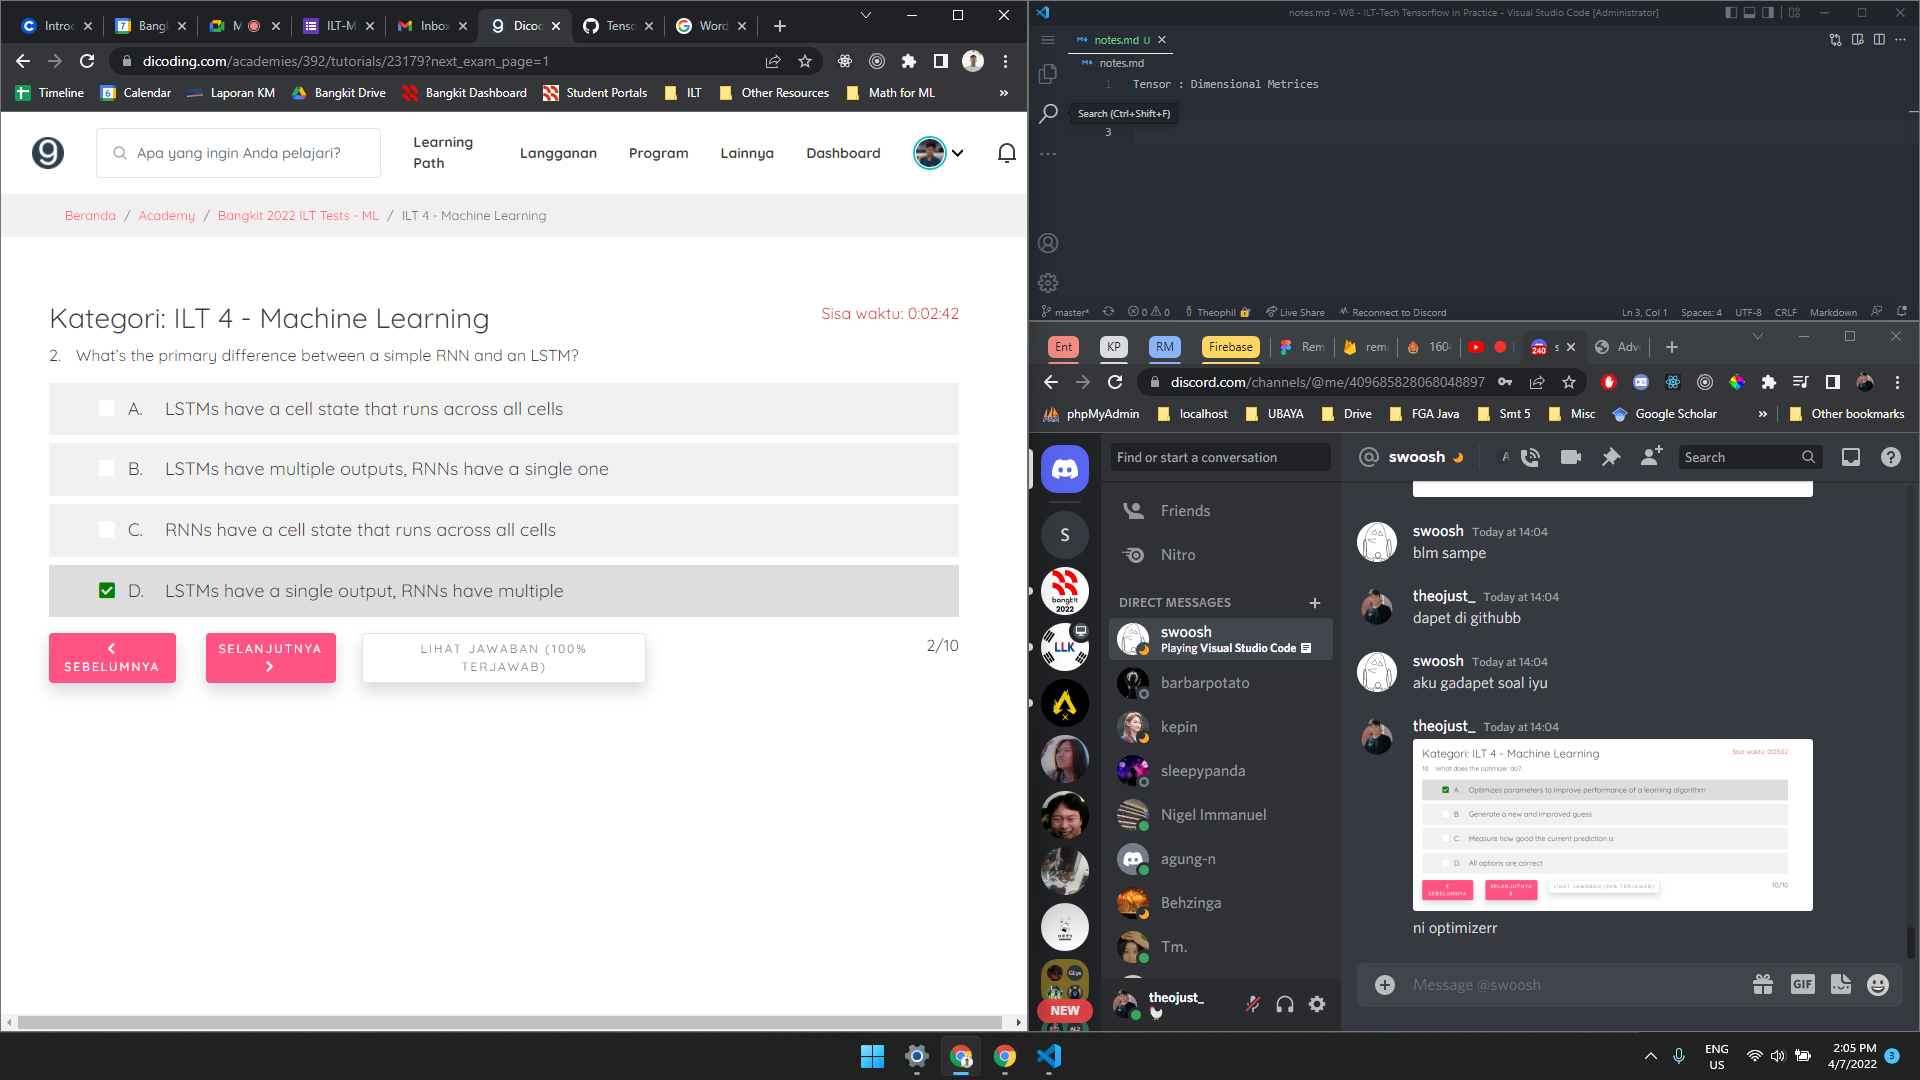 Introc
Bangl
M
ILT-M
Inbox
Dicoc
Tenso
Word
dicoding.com/academies/392/tutorials/23179?next_exam_page=1
Timeline
Calendar
Laporan KM
Bangkit Drive
Bangkit Dashboard
Student Portals
ILT
Other Resources
Math for ML
»
Apa yang ingin Anda pelajari?
Learning
Path
Langganan
Program
Lainnya
Dashboard
Beranda / Academy / Bangkit 2022 ILT Tests - ML / ILT 4 - Machine Learning
Kategori: ILT 4 - Machine Learning
Sisa waktu: 0:02:42
2. What's the primary difference between a simple RNN and an LSTM?
A. LSTMs have a cell state that runs across all cells
B. LSTMs have multiple outputs, RNNs have a single one
C. RNNs have a cell state that runs across all cells
D. LSTMs have a single output, RNNs have multiple
SEBELUMNYA
SELANJUTNYA
LIHAT JAWABAN (100%
TERJAWAB)
2/10
notes.md - W8 - ILT-Tech Tensorflow in Practice - Visual Studio Code [Administrator]
notes.md U
notes.md
1 Tensor : Dimensional Metrices
Search (Ctrl+Shift+F)
3
master*
0
0
Theophil
Live Share
Reconnect to Discord
Ln 3, Col 1
Spaces: 4
UTF-8
CRLF
Markdown
Ent
KP
RM
Firebase
Rem
rem
160
240
s
Adv
discord.com/channels/@me/409685828068048897
phpMyAdmin
localhost
UBAYA
Drive
FGA Java
Smt 5
Misc
Google Scholar
»
Other bookmarks
Find or start a conversation
@ swoosh
A
Search
S
bangkit
2022
LLK
NEW
AL2
Friends
Nitro
DIRECT MESSAGES
swoosh
Playing Visual Studio Code
barbarpotato
kepin
sleepypanda
Nigel Immanuel
agung-n
Behzinga
Tm.
theojust_
swoosh Today at 14:04
blm sampe
theojust_ Today at 14:04
dapet di githubb
swoosh Today at 14:04
aku gadapet soal iyu
theojust_ Today at 14:04
Kategori: ILT 4 - Machine Learning
Sisa waktu: 0:03:02
10. What does the optimizer do?
A. Optimizes parameters to improve performance of a learning algorithm
B. Generate a new and improved guess
C. Measure how good the current prediction is
D. All options are correct
SEBELUMNYA
SELANJUTNYA
LIHAT JAWABAN (90% TERJAWAB)
10/10
ni optimizerr
Message @swoosh
GIF
ENG
US
2:05 PM
4/7/2022
3